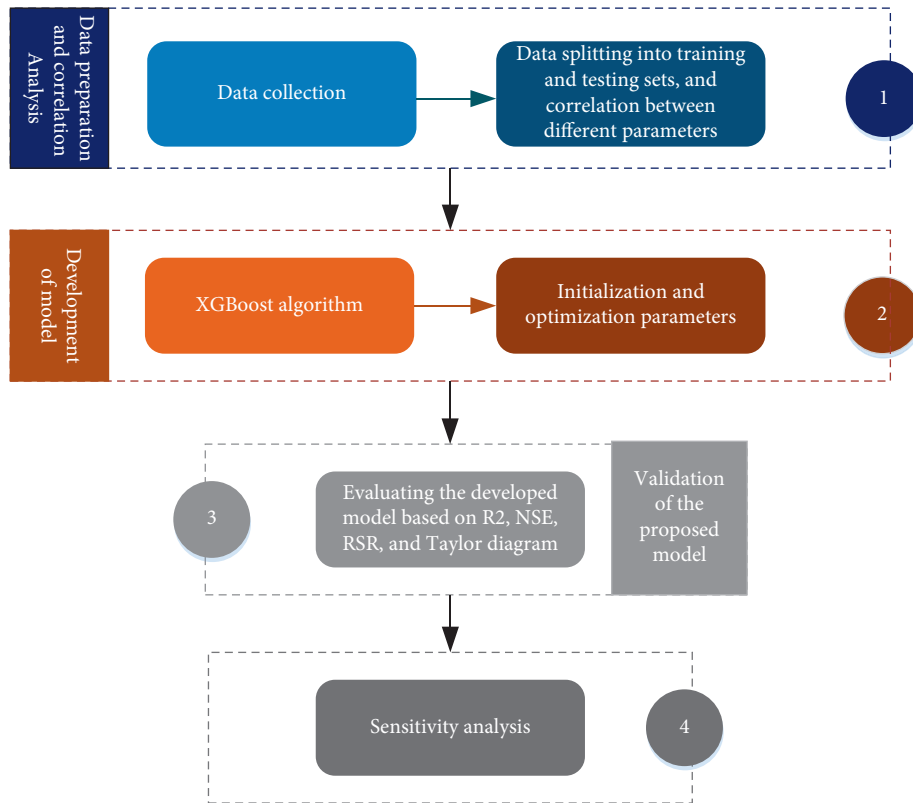 Data preparation
and correlation
Analysis
Data collection
Data splitting into training
and testing sets, and
correlation between
different parameters
1
Development
of model
XGBoost algorithm
Initialization and
optimization parameters
2
3
Evaluating the developed
model based on R2, NSE,
RSR, and Taylor diagram
Validation
of the
proposed
model
Sensitivity analysis
4